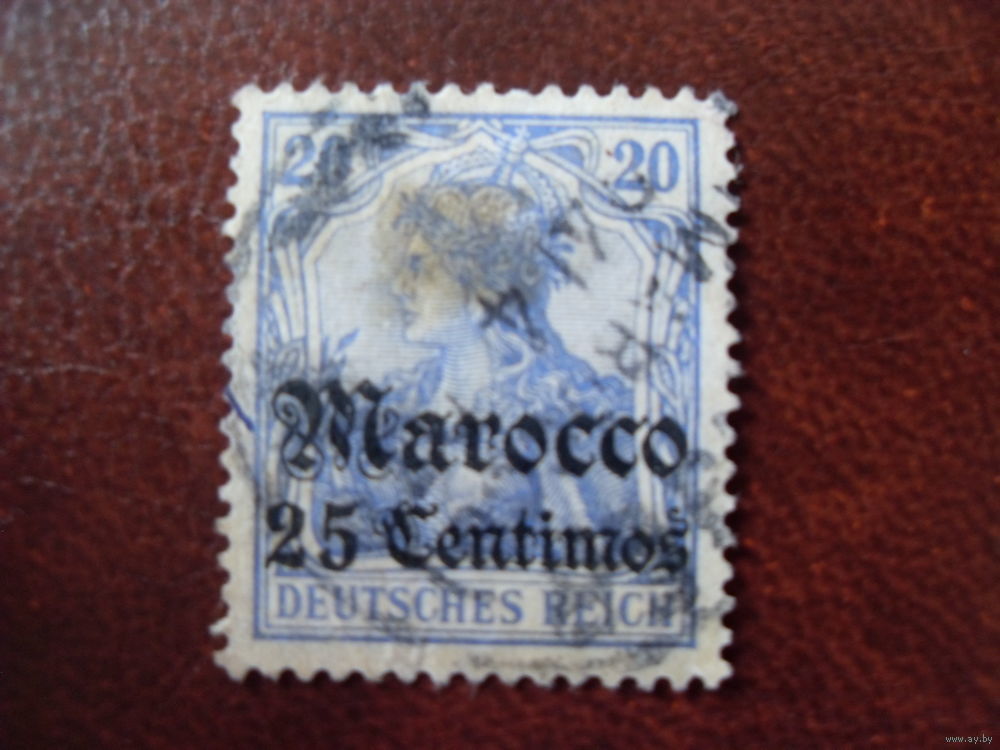 20 20
Marocco
25 Centimos
DEUTSCHES REICH
www.ay.by